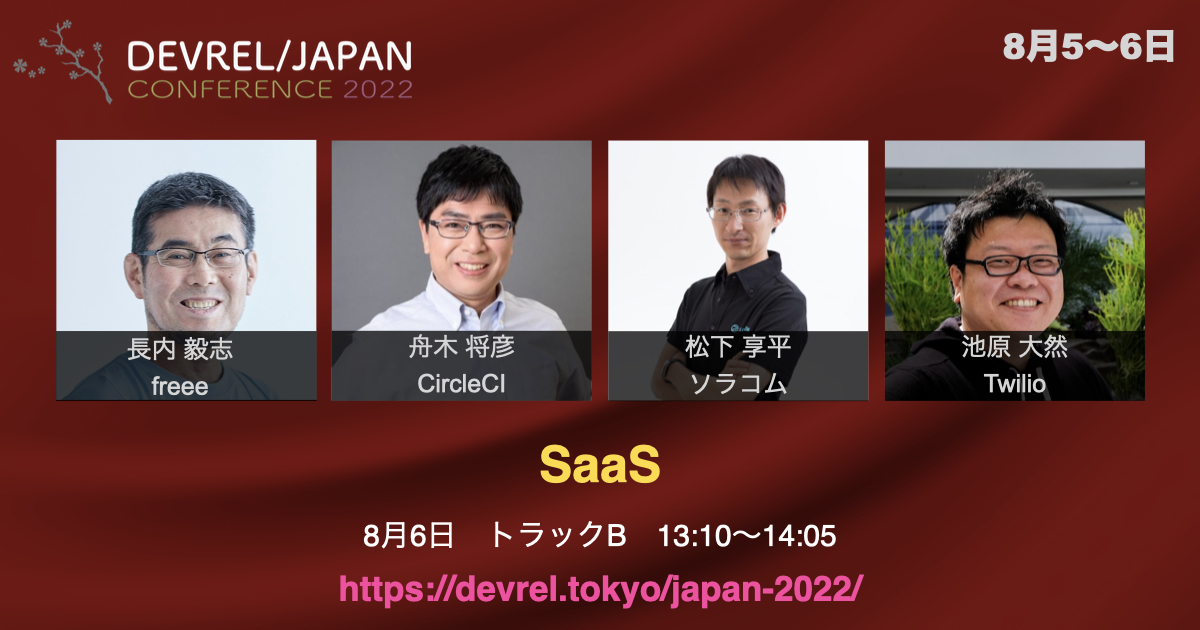 DEVREL/JAPAN
CONFERENCE 2022
8月5〜6日
長内 毅志
freee
舟木 将彦
CircleCI
松下 享平
ソラコム
池原 大然
Twilio
SaaS
8月6日　トラックB　13:10〜14:05
https://devrel.tokyo/japan-2022/